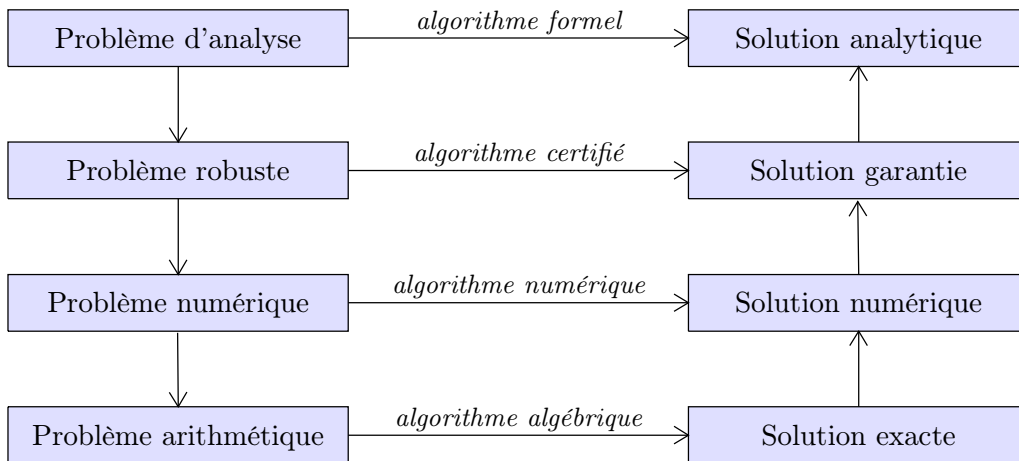 Problème d'analyse
algorithme formel
Solution analytique
Problème robuste
algorithme certifié
Solution garantie
Problème numérique
algorithme numérique
Solution numérique
Problème arithmétique
algorithme algébrique
Solution exacte